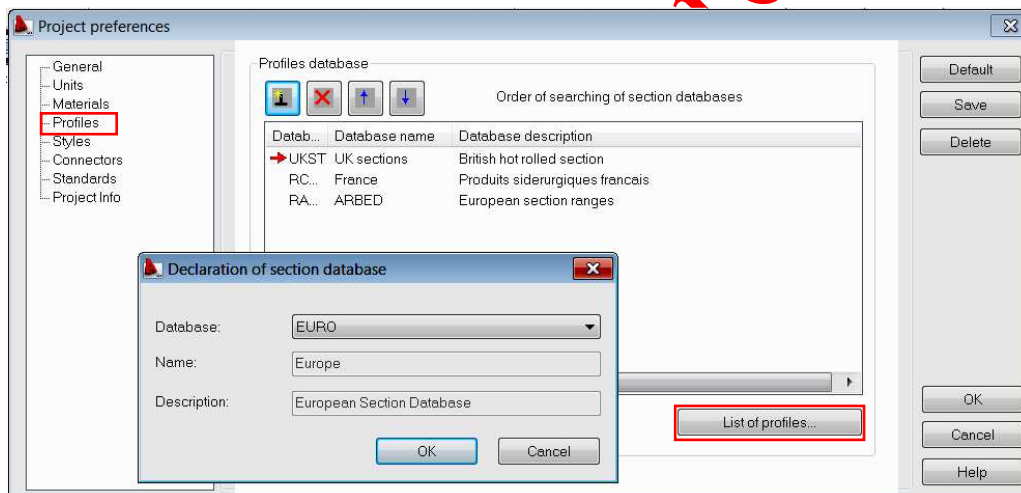 Project preferences
General
Units
Materials
Profiles
Styles
Connectors
Standards
Project Info
Profiles database
Order of searching of section databases
Datab... Database name Database description
UKST UK sections British hot rolled section
RC... France Produits siderurgiques francais
RA... ARBED European section ranges
Default
Save
Delete
Declaration of section database
Database: EURO
Name: Europe
Description: European Section Database
OK Cancel
List of profiles...
OK
Cancel
Help